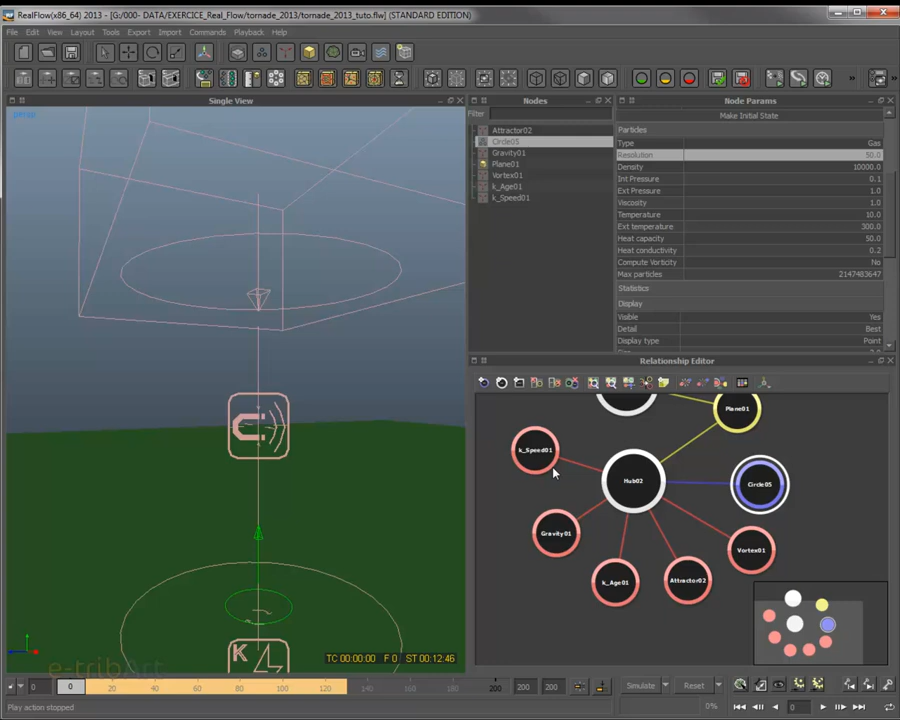 RealFlow(x86_64) 2013 - [G:/000- DATA/EXERCICE_Real_Flow/tornade_2013/tornade_2013_tuto.flw] (STANDARD EDITION)
File Edit View Layout Tools Export Import Commands Playback Help
Single View
persp
Nodes
Filter
Attractor02
Circle05
Gravity01
Plane01
Vortex01
k_Age01
k_Speed01
Node Params
Make Initial State
Particles
Type Gas
Resolution 50.0
Density 10000.0
Int Pressure 0.1
Ext Pressure 1.0
Viscosity 1.0
Temperature 10.0
Ext temperature 300.0
Heat capacity 50.0
Heat conductivity 0.2
Compute Vorticity No
Max particles 2147483647
Statistics
Display
Visible Yes
Detail Best
Display type Point
Relationship Editor
Plane01
k_Speed01
Hub02
Circle05
Gravity01
Vortex01
k_Age01
Attractor02
K
e-tribArt
TC 00:00:00 F 0 ST 00:12:46
0 0 20 40 60 80 100 120 140 160 180 200 200 200
Simulate Reset
Play action stopped
0% 0